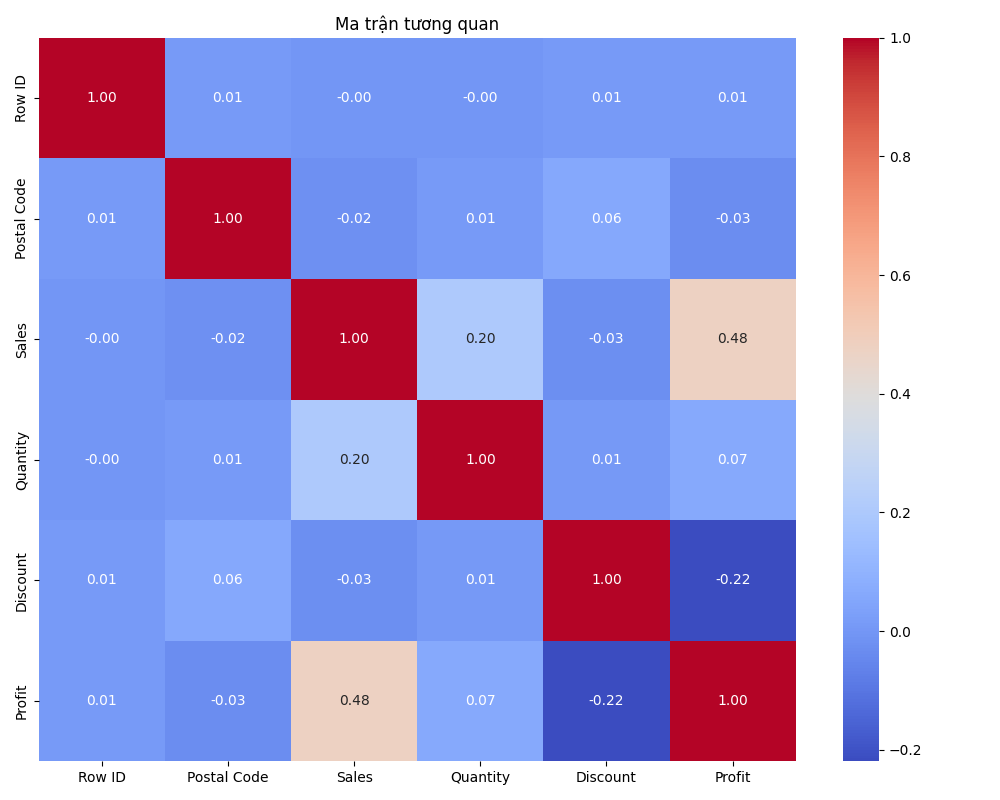 Ma trận tương quan
Row ID 1.00 0.01 -0.00 -0.00 0.01 0.01
Postal Code 0.01 1.00 -0.02 0.01 0.06 -0.03
Sales -0.00 -0.02 1.00 0.20 -0.03 0.48
Quantity -0.00 0.01 0.20 1.00 0.01 0.07
Discount 0.01 0.06 -0.03 0.01 1.00 -0.22
Profit 0.01 -0.03 0.48 0.07 -0.22 1.00
Row ID Postal Code Sales Quantity Discount Profit
1.0
0.8
0.6
0.4
0.2
0.0
−0.2